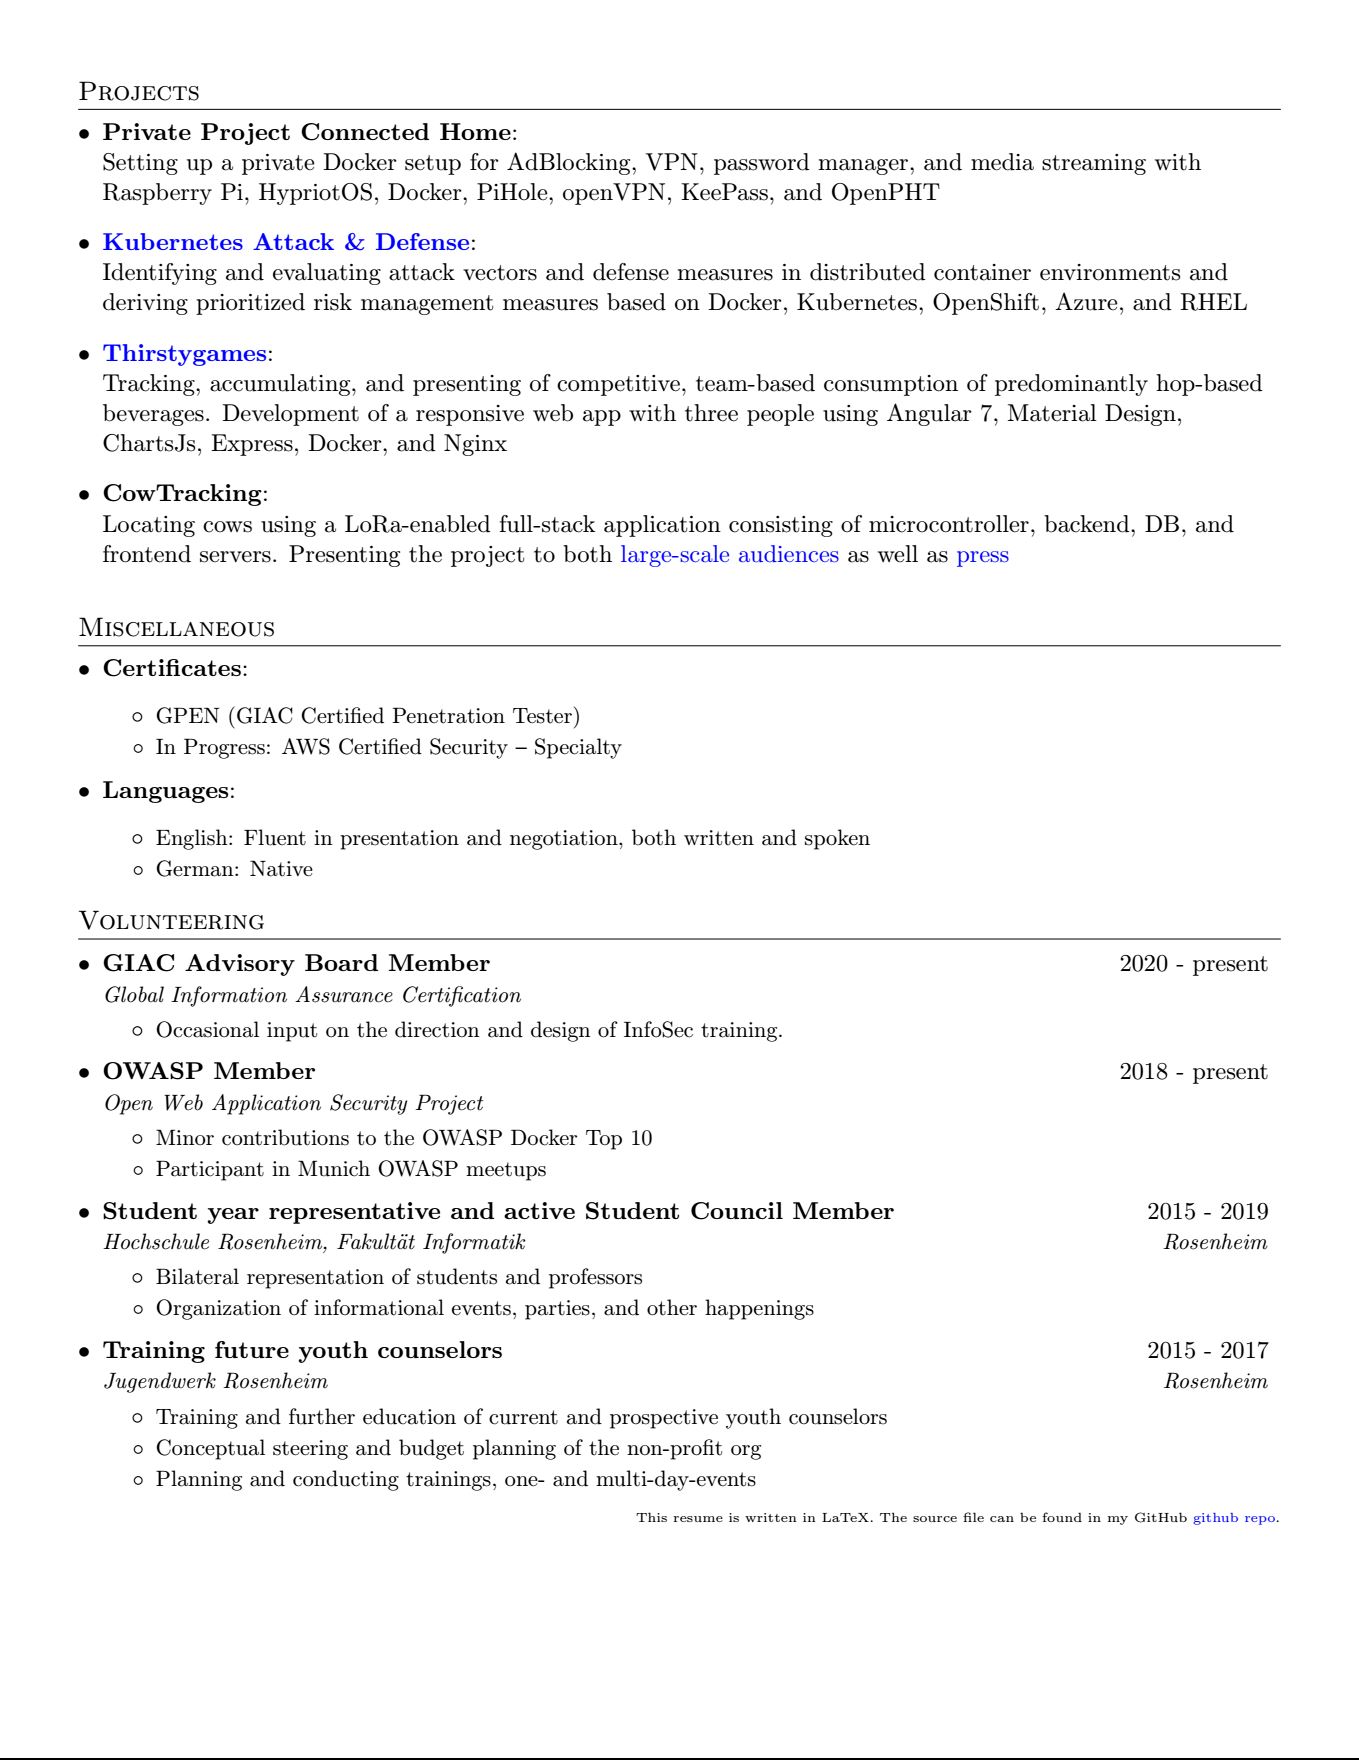 Projects
• Private Project Connected Home:
Setting up a private Docker setup for AdBlocking, VPN, password manager, and media streaming with
Raspberry Pi, HypriotOS, Docker, PiHole, openVPN, KeePass, and OpenPHT
• Kubernetes Attack & Defense:
Identifying and evaluating attack vectors and defense measures in distributed container environments and
deriving prioritized risk management measures based on Docker, Kubernetes, OpenShift, Azure, and RHEL
• Thirstygames:
Tracking, accumulating, and presenting of competitive, team-based consumption of predominantly hop-based
beverages. Development of a responsive web app with three people using Angular 7, Material Design,
ChartsJs, Express, Docker, and Nginx
• CowTracking:
Locating cows using a LoRa-enabled full-stack application consisting of microcontroller, backend, DB, and
frontend servers. Presenting the project to both large-scale audiences as well as press
Miscellaneous
• Certificates:
◦ GPEN (GIAC Certified Penetration Tester)
◦ In Progress: AWS Certified Security – Specialty
• Languages:
◦ English: Fluent in presentation and negotiation, both written and spoken
◦ German: Native
Volunteering
• GIAC Advisory Board Member 2020 - present
Global Information Assurance Certification
◦ Occasional input on the direction and design of InfoSec training.
• OWASP Member 2018 - present
Open Web Application Security Project
◦ Minor contributions to the OWASP Docker Top 10
◦ Participant in Munich OWASP meetups
• Student year representative and active Student Council Member 2015 - 2019
Hochschule Rosenheim, Fakultät Informatik Rosenheim
◦ Bilateral representation of students and professors
◦ Organization of informational events, parties, and other happenings
• Training future youth counselors 2015 - 2017
Jugendwerk Rosenheim Rosenheim
◦ Training and further education of current and prospective youth counselors
◦ Conceptual steering and budget planning of the non-profit org
◦ Planning and conducting trainings, one- and multi-day-events
This resume is written in LaTeX. The source file can be found in my GitHub github repo.